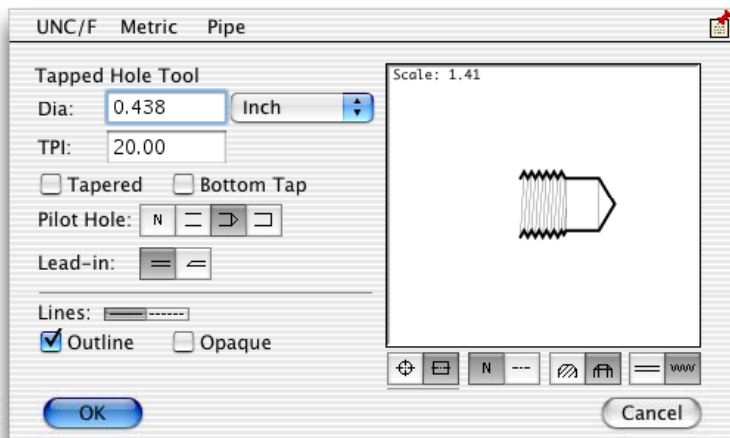 UNC/F Metric Pipe
Tapped Hole Tool
Dia: 0.438 Inch
TPI: 20.00
Tapered Bottom Tap
Pilot Hole: N
Lead-in:
Lines:
Outline Opaque
OK
Scale: 1.41
N
Cancel